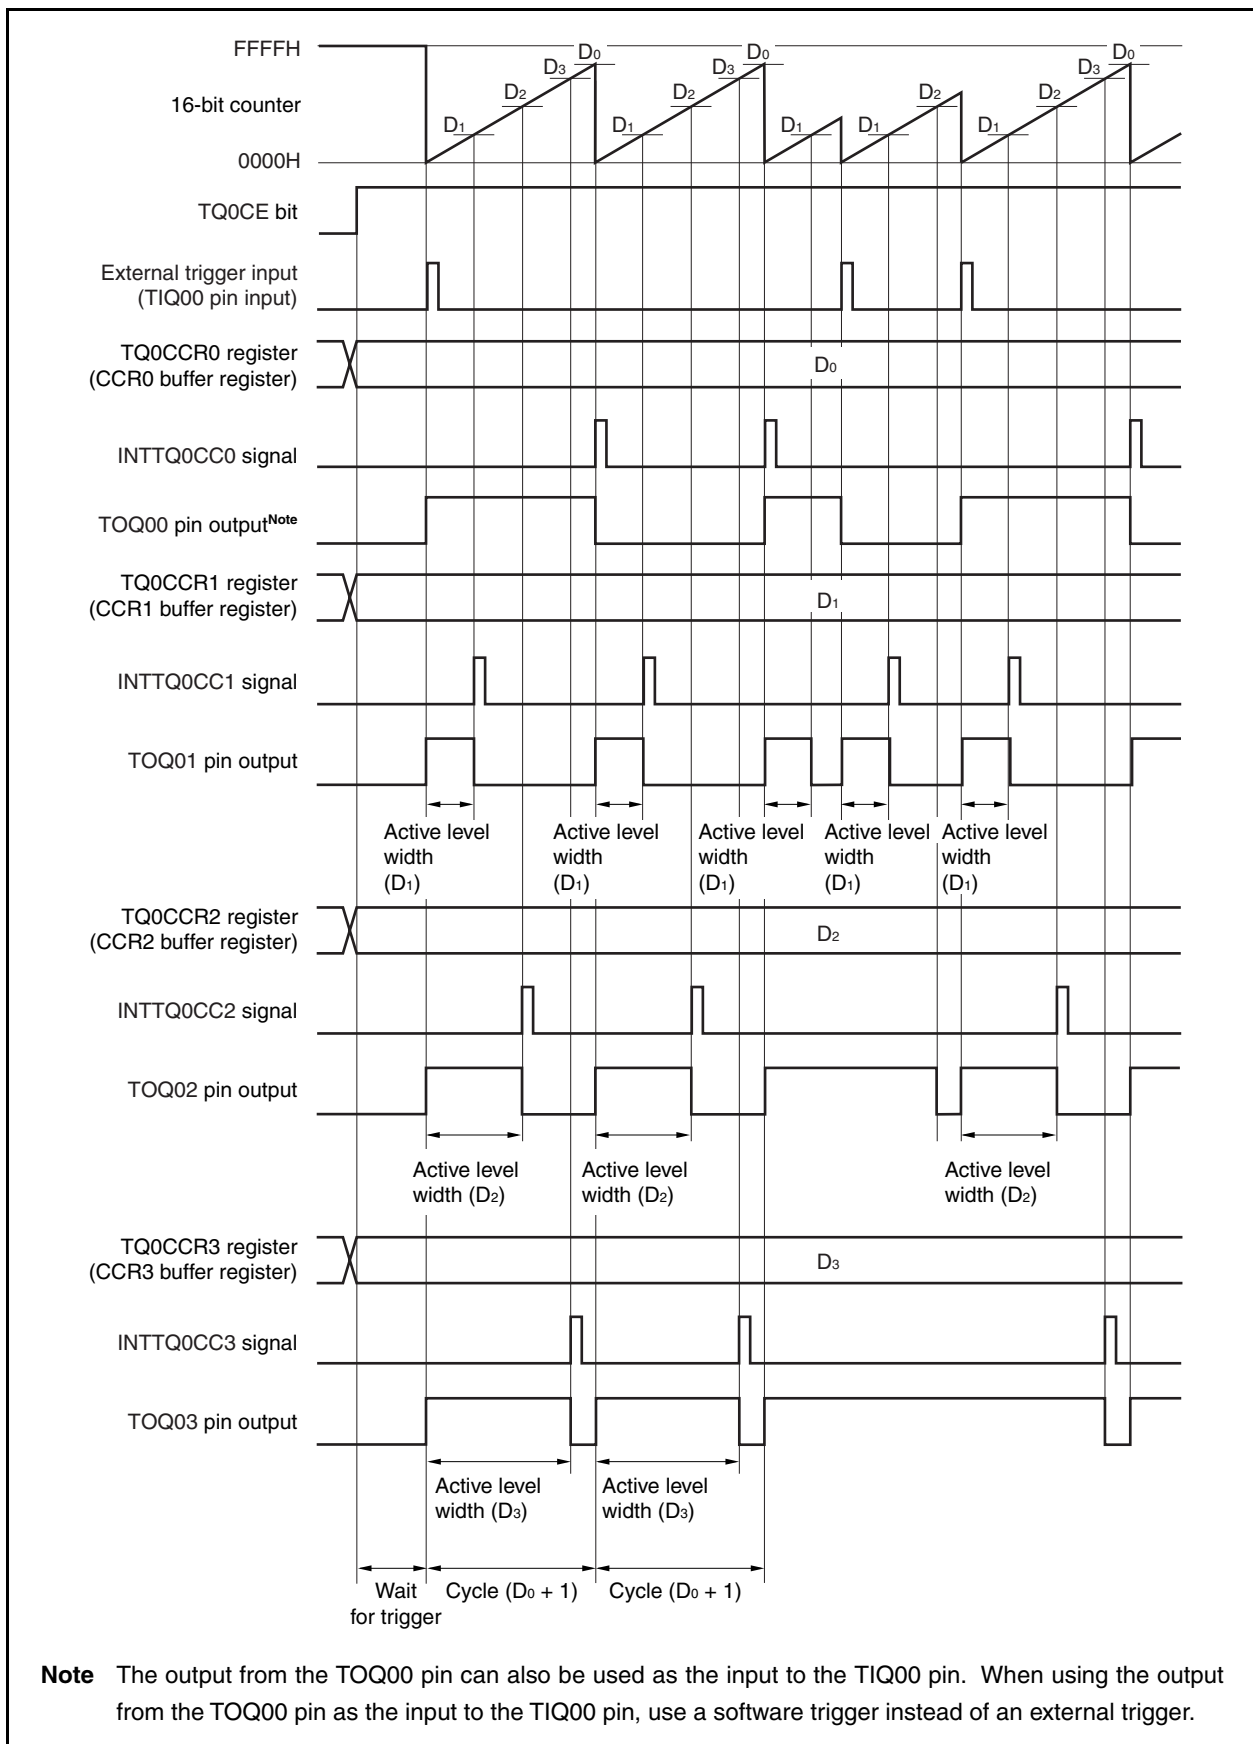 FFFFH
D0 D0 D0
D3 D3 D3
16-bit counter
D2 D2 D2 D2
D1 D1 D1 D1 D1
0000H
TQ0CE bit
External trigger input
(TIQ00 pin input)
TQ0CCR0 register
(CCR0 buffer register)
D0
INTTQ0CC0 signal
TOQ00 pin outputNote
TQ0CCR1 register
(CCR1 buffer register)
D1
INTTQ0CC1 signal
TOQ01 pin output
Active level Active level Active level Active level Active level
width width width width width
(D1) (D1) (D1) (D1) (D1)
TQ0CCR2 register
(CCR2 buffer register)
D2
INTTQ0CC2 signal
TOQ02 pin output
Active level Active level Active level
width (D2) width (D2) width (D2)
TQ0CCR3 register
(CCR3 buffer register)
D3
INTTQ0CC3 signal
TOQ03 pin output
Active level Active level
width (D3) width (D3)
Wait Cycle (D0 + 1) Cycle (D0 + 1)
for trigger
Note The output from the TOQ00 pin can also be used as the input to the TIQ00 pin. When using the output
from the TOQ00 pin as the input to the TIQ00 pin, use a software trigger instead of an external trigger.